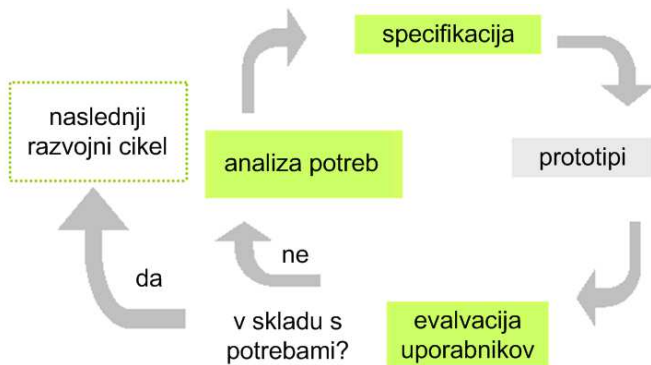 specifikacija
naslednji
razvojni cikel
analiza potreb
prototipi
ne
da
v skladu s
potrebami?
evalvacija
uporabnikov